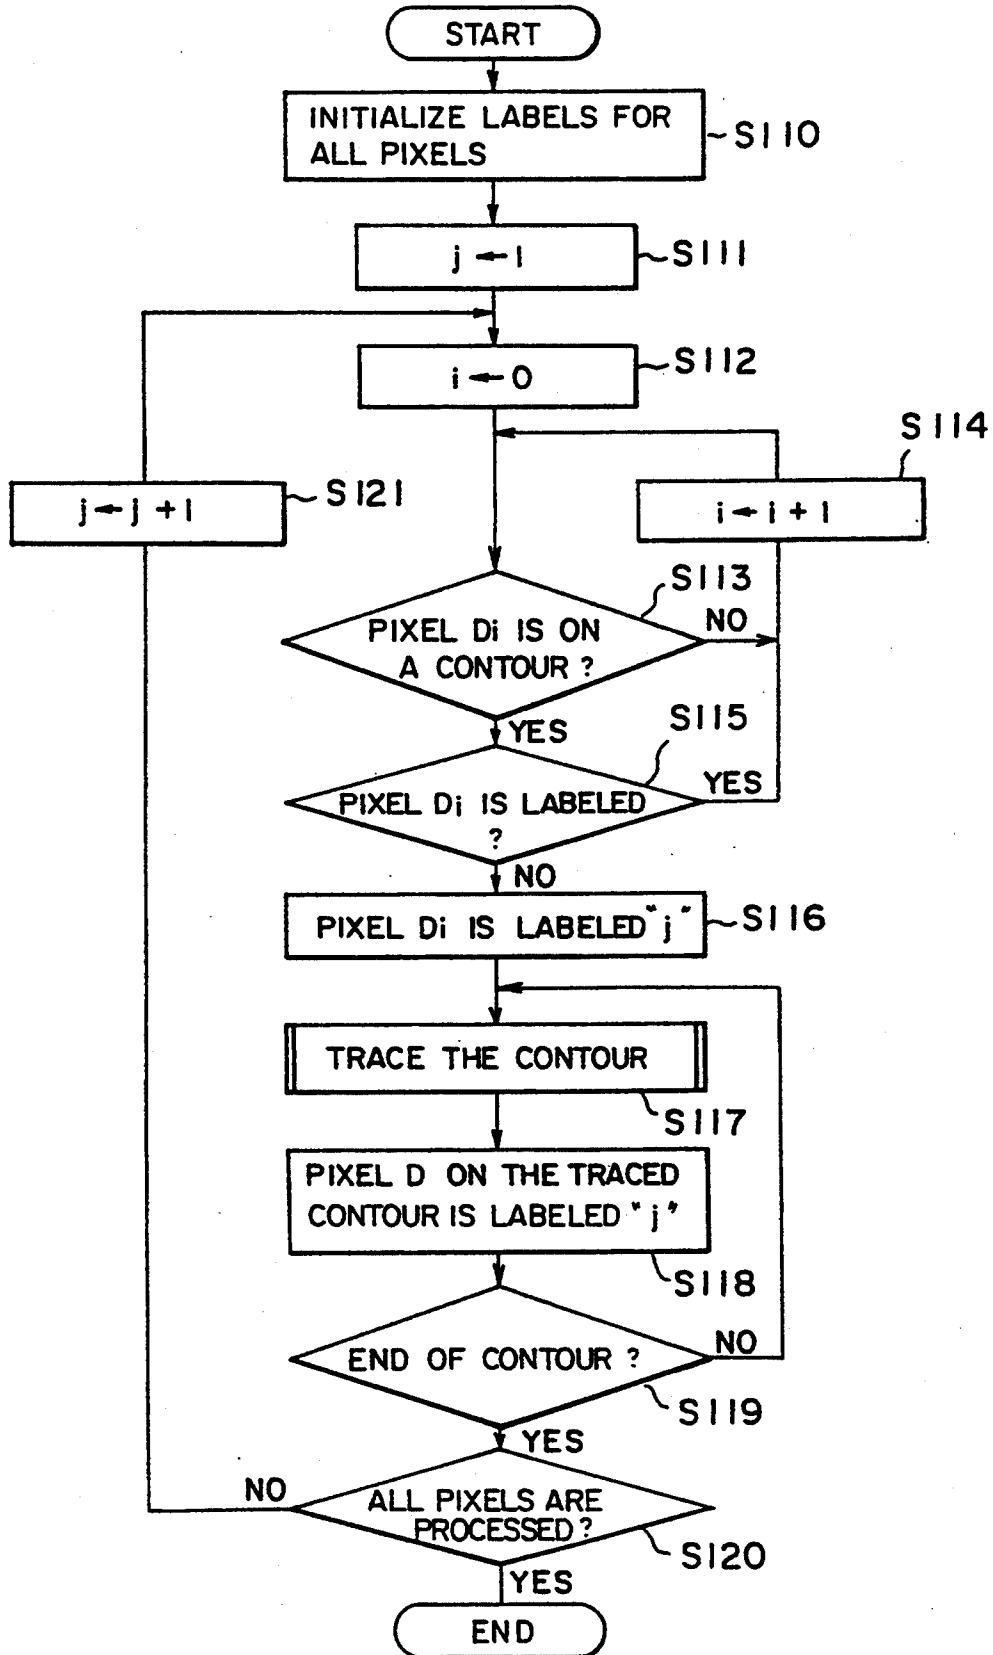 START
INITIALIZE LABELS FOR
ALL PIXELS
S110
j ← 1
S111
i ← 0
S112
S114
j ← j + 1
S121
i ← i + 1
S113
PIXEL Di IS ON
A CONTOUR ?
NO
YES
S115
PIXEL Di IS LABELED
?
YES
NO
PIXEL Di IS LABELED "j"
S116
TRACE THE CONTOUR
S117
PIXEL D ON THE TRACED
CONTOUR IS LABELED "j"
S118
END OF CONTOUR ?
NO
S119
YES
NO
ALL PIXELS ARE
PROCESSED ?
S120
YES
END